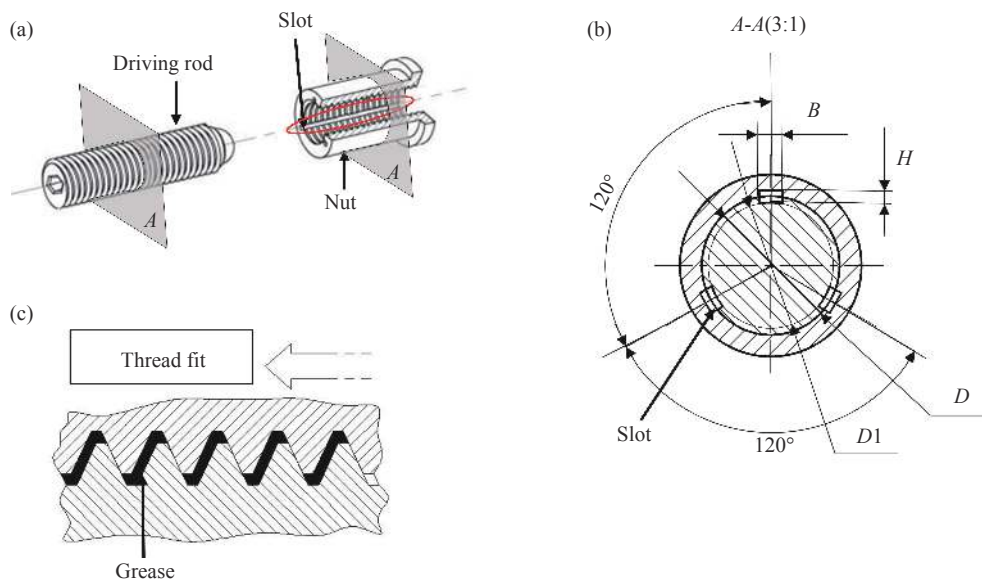 (a)
Slot
Driving rod
A
A
Nut
(b)
A-A(3:1)
B
H
120°
120°
Slot
D
D1
(c)
Thread fit
Grease